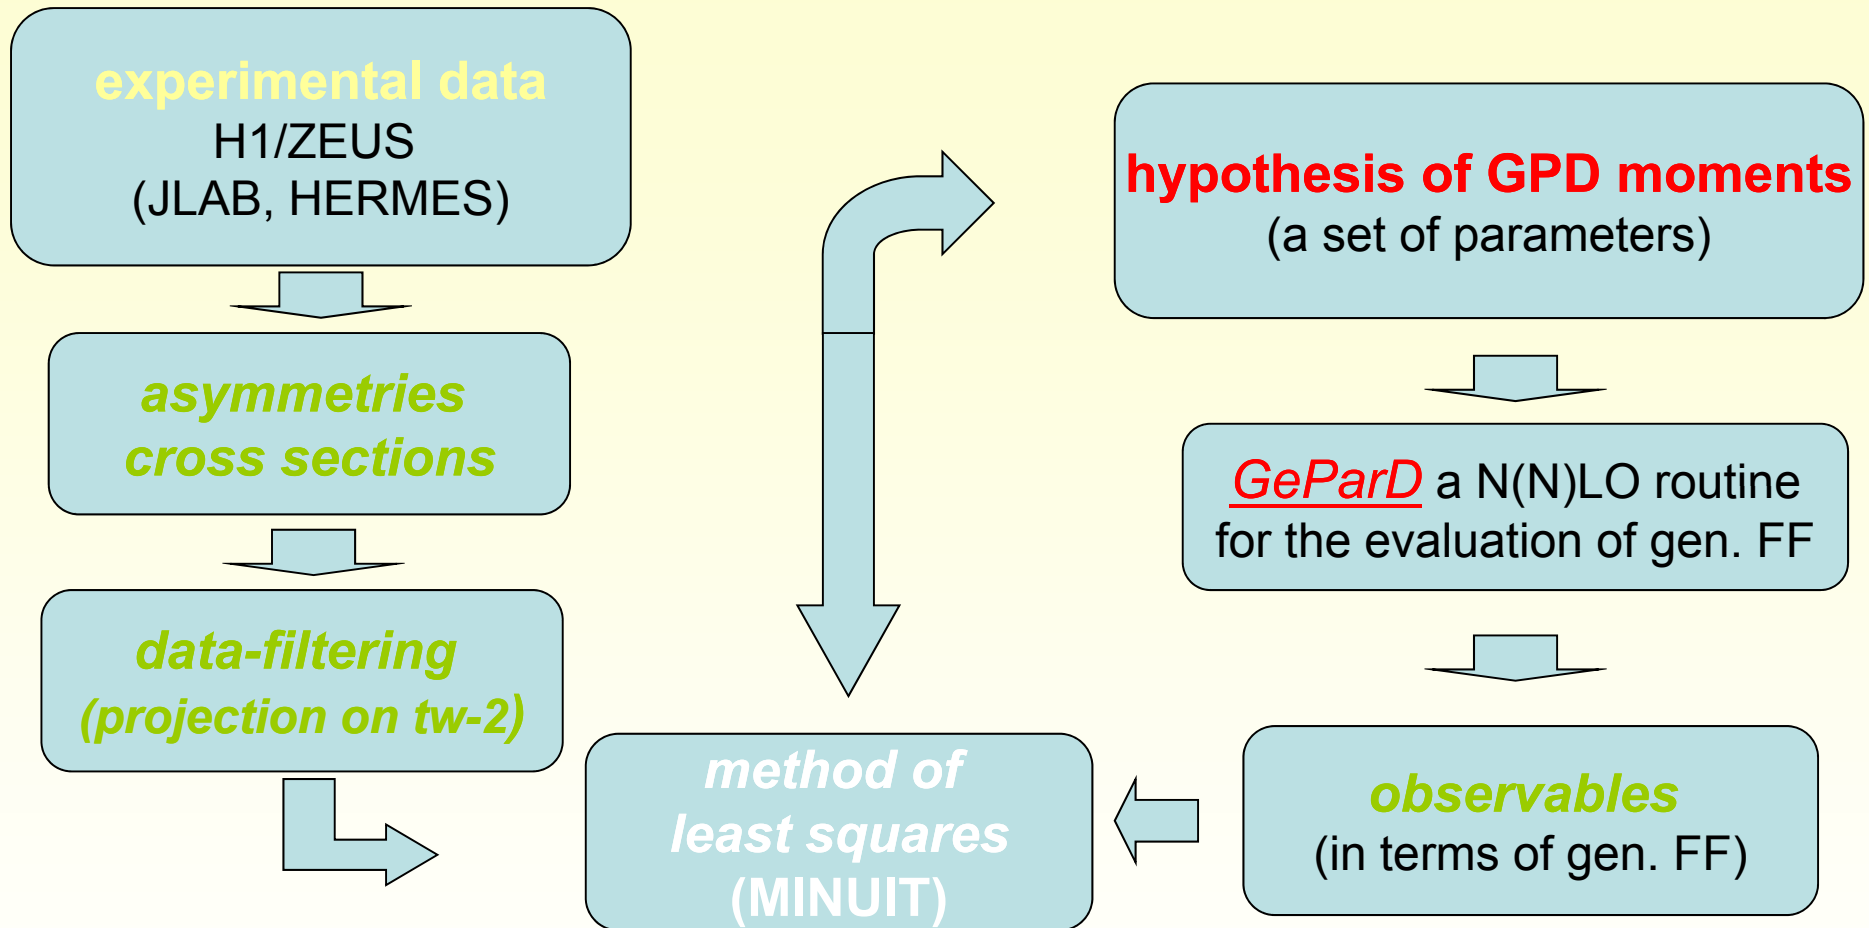 experimental data
H1/ZEUS
(JLAB, HERMES)
asymmetries
cross sections
data-filtering
(projection on tw-2)
method of
least squares
(MINUIT)
hypothesis of GPD moments
(a set of parameters)
GeParD a N(N)LO routine
for the evaluation of gen. FF
observables
(in terms of gen. FF)